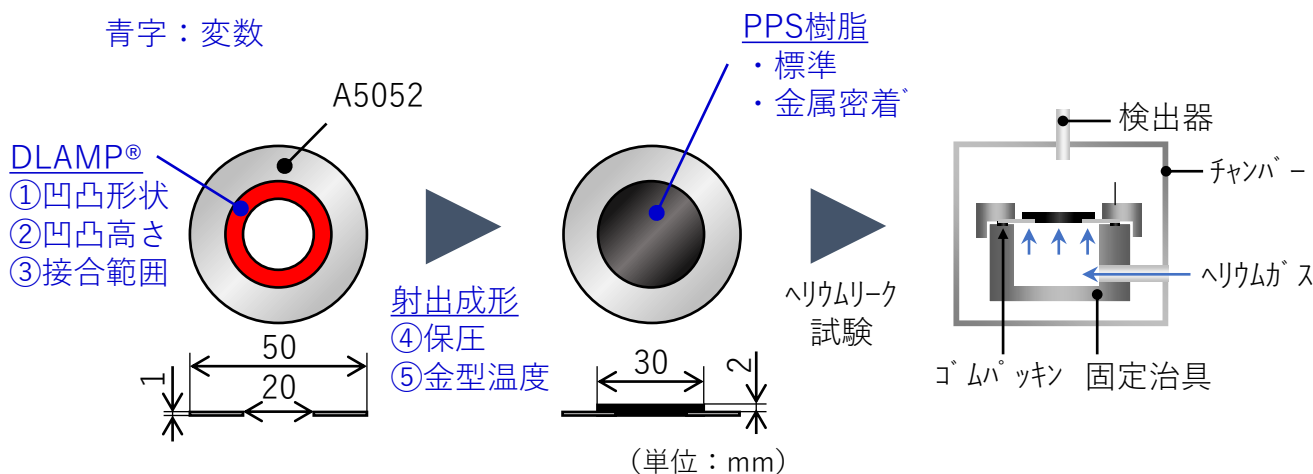 青字：変数
A5052
DLAMP®
①凹凸形状
②凹凸高さ
③接合範囲
50
20
1
射出成形
④保圧
⑤金型温度
PPS樹脂
・標準
・金属密着
30
2
（単位：mm）
ﾍﾘｳﾑﾘｰｸ
試験
検出器
ﾁｬﾝﾊﾞｰ
ﾍﾘｳﾑｶﾞｽ
ｺﾞﾑﾊﾟｯｷﾝ
固定治具